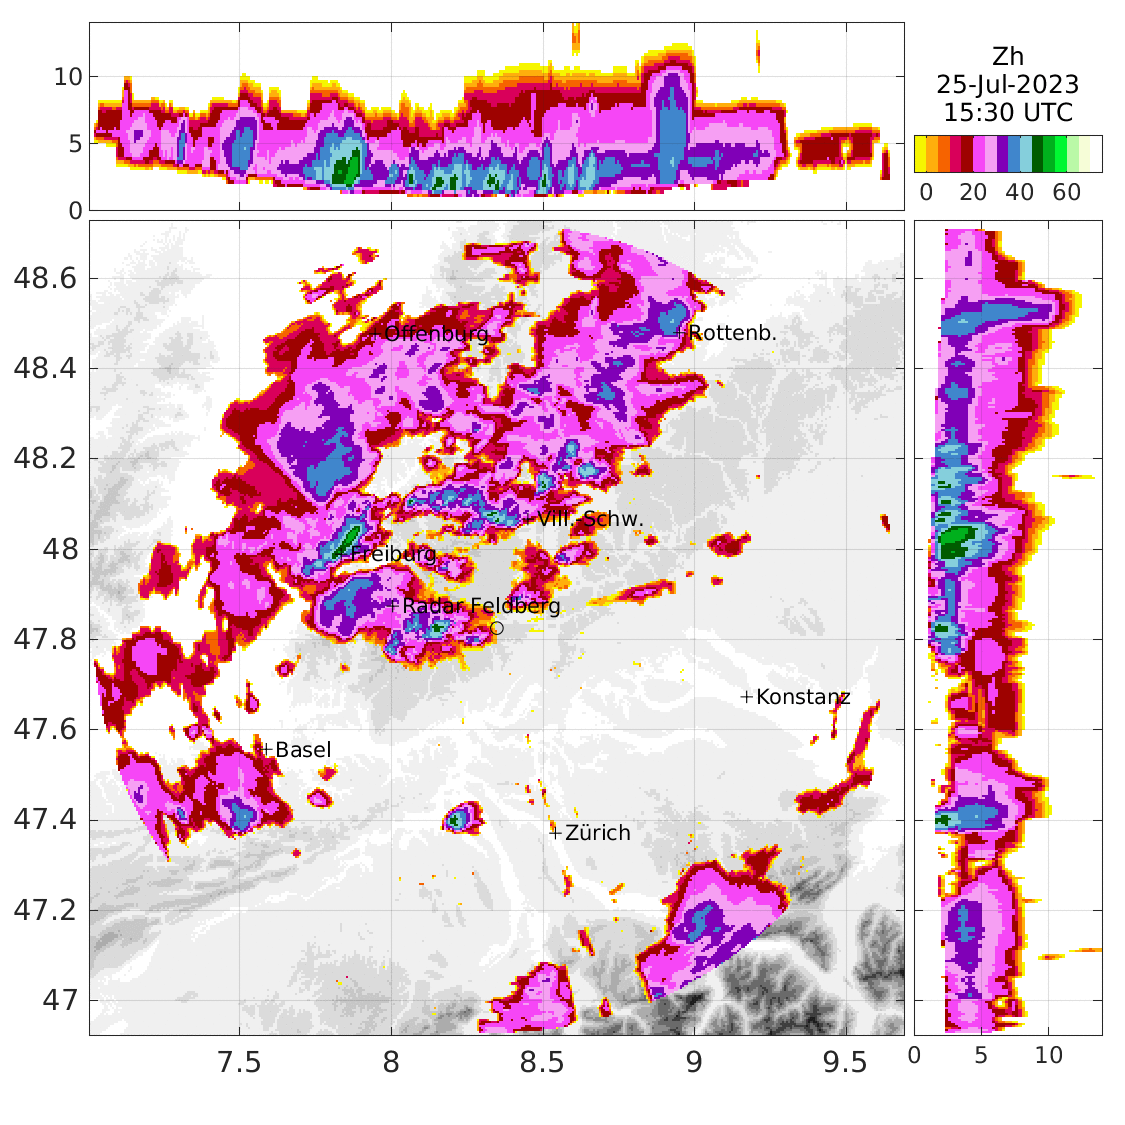 Zh
25-Jul-2023
15:30 UTC
0 20 40 60
10
5
0
48.6
48.4
48.2
48
47.8
47.6
47.4
47.2
47
Offenburg
Rottenb.
Vill.-Schw.
Freiburg
Radar Feldberg
Konstanz
Basel
Zürich
7.5 8 8.5 9 9.5
0 5 10